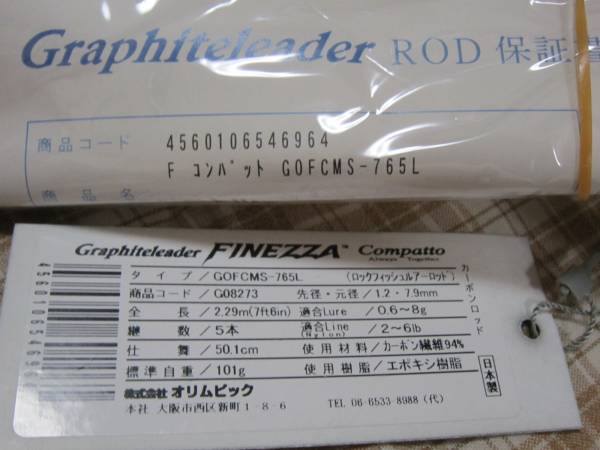 Graphiteleader ROD 保証書
商品コード
4560106546964
F コンパット GOFCMS-765L
商品名
Graphiteleader FINEZZA™ Compatto
Always Together
カーボンロッド
タイプ/GOFCMS-765L (ロックフィッシュルアーロッド)
商品コード/G08273 先径・元径/1.2・7.9mm
全長/2.29m(7ft6in) 適合Lure/0.6~8g
継数/5本 適合Line(Nylon)/2~6lb
仕舞/50.1cm 使用材料/カーボン繊維94%
標準自重/101g 使用樹脂/エポキシ樹脂
日本製
株式会社オリムピック
本社 大阪市西区新町1-8-6 TEL 06-6533-8988(代)
45601065469